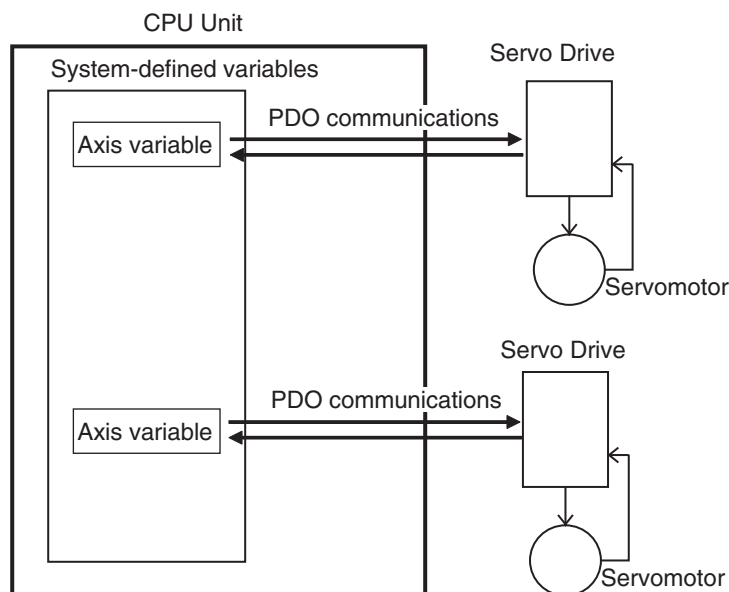 CPU Unit
Servo Drive
System-defined variables
PDO communications
Axis variable
Servomotor
Servo Drive
PDO communications
Axis variable
Servomotor